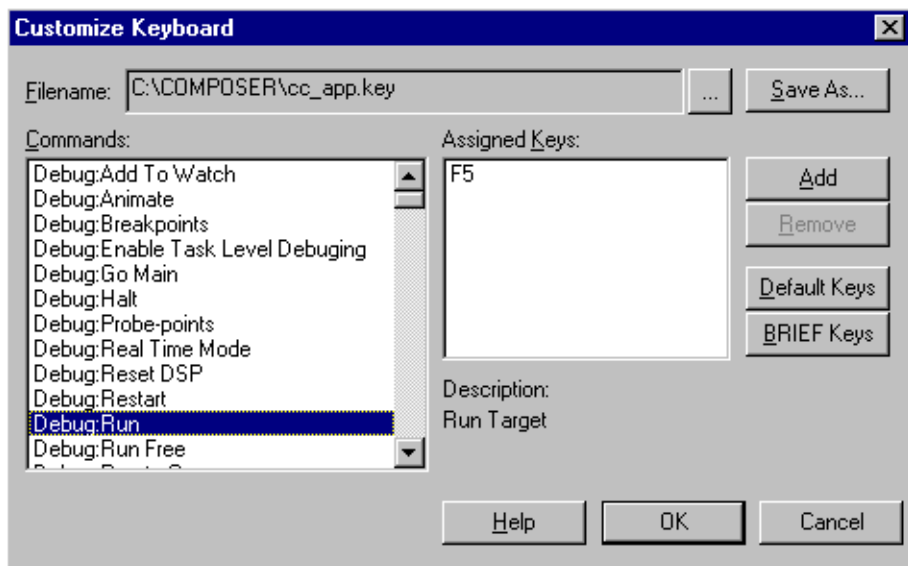 Customize Keyboard
Filename: C:\COMPOSER\cc_app.key ... Save As...
Commands:
Debug:Add To Watch
Debug:Animate
Debug:Breakpoints
Debug:Enable Task Level Debuging
Debug:Go Main
Debug:Halt
Debug:Probe-points
Debug:Real Time Mode
Debug:Reset DSP
Debug:Restart
Debug:Run
Debug:Run Free
Assigned Keys:
F5
Add
Remove
Default Keys
BRIEF Keys
Description:
Run Target
Help OK Cancel